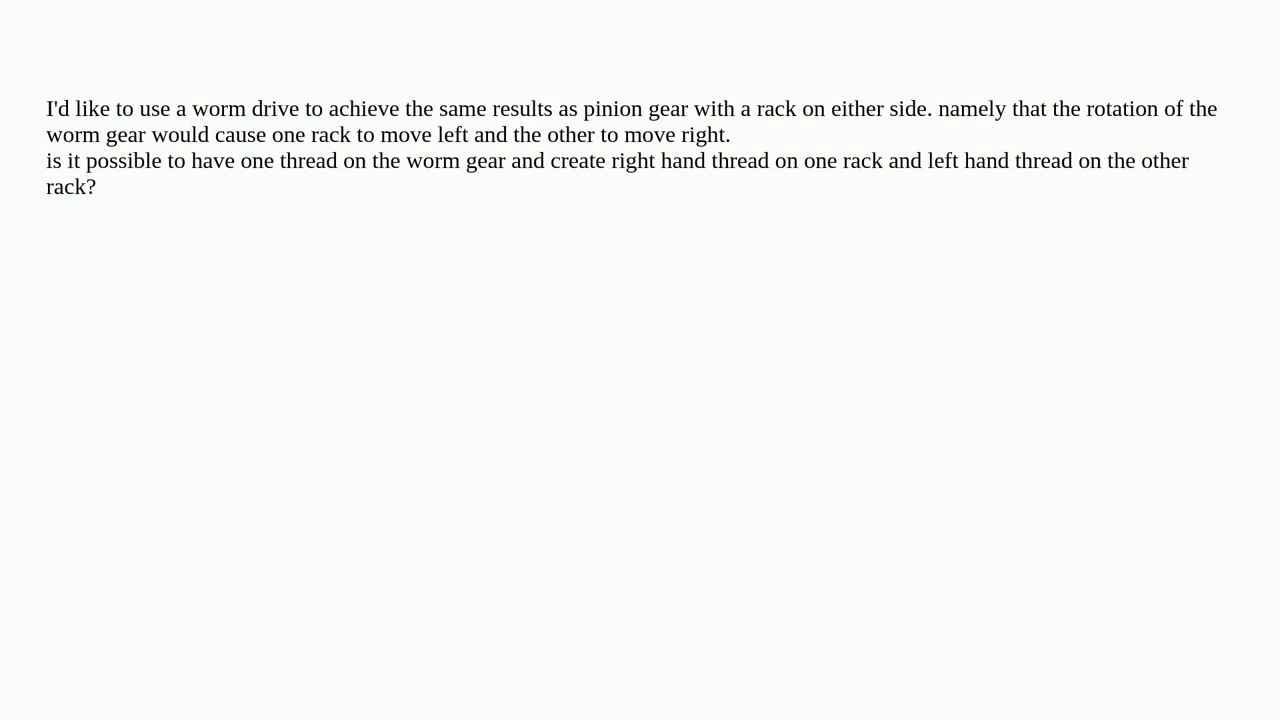 I'd like to use a worm drive to achieve the same results as pinion gear with a rack on either side. namely that the rotation of the
worm gear would cause one rack to move left and the other to move right.
is it possible to have one thread on the worm gear and create right hand thread on one rack and left hand thread on the other
rack?